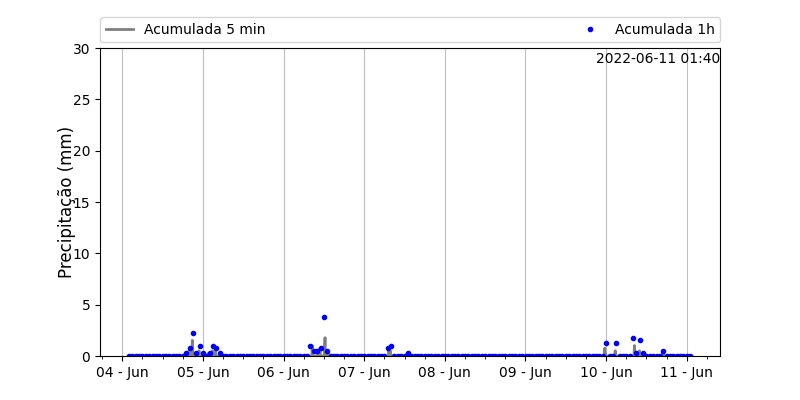 Acumulada 5 min
Acumulada 1h
2022-06-11 01:40
Precipitação (mm)
30
25
20
15
10
5
0
04 - Jun
05 - Jun
06 - Jun
07 - Jun
08 - Jun
09 - Jun
10 - Jun
11 - Jun